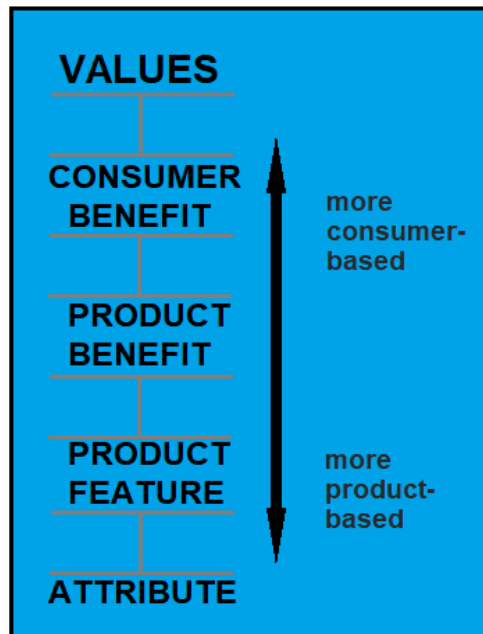 VALUES
CONSUMER
BENEFIT
more
consumer-
based
PRODUCT
BENEFIT
PRODUCT
FEATURE
more
product-
based
ATTRIBUTE